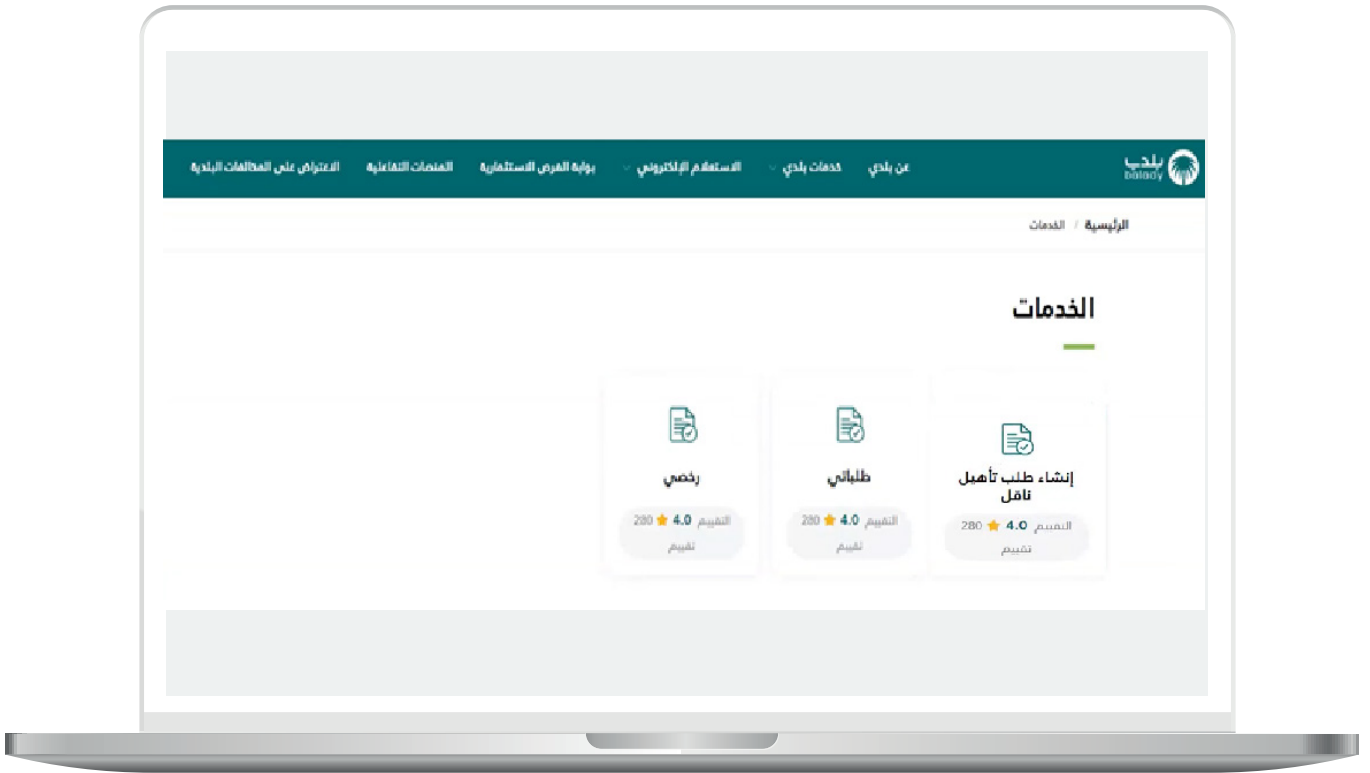 بلدي
balady
عن بلدي
خدمات بلدي
الاستعلام الإلكتروني
بوابة الفرص الاستثمارية
المنصات التفاعلية
الاعتراض على المخالفات البلدية
الرئيسية / الخدمات
الخدمات
إنشاء طلب تأهيل
ناقل
التقييم 4.0 280
تقييم
طلباتي
التقييم 4.0 280
تقييم
رخصي
التقييم 4.0 280
تقييم